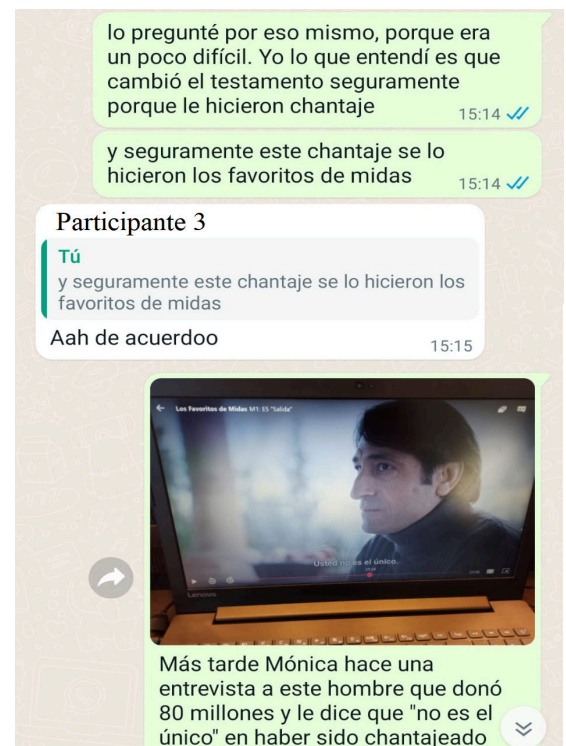 lo pregunté por eso mismo, porque era
un poco difícil. Yo lo que entendí es que
cambió el testamento seguramente
porque le hicieron chantaje
15:14
y seguramente este chantaje se lo
hicieron los favoritos de midas
15:14
Participante 3
Tú
y seguramente este chantaje se lo hicieron los
favoritos de midas
Aah de acuerdoo
15:15
Los Favoritos de Midas M1: E5 "Salida"
Usted no es el único.
Lenovo
Más tarde Mónica hace una
entrevista a este hombre que donó
80 millones y le dice que "no es el
único" en haber sido chantajeado